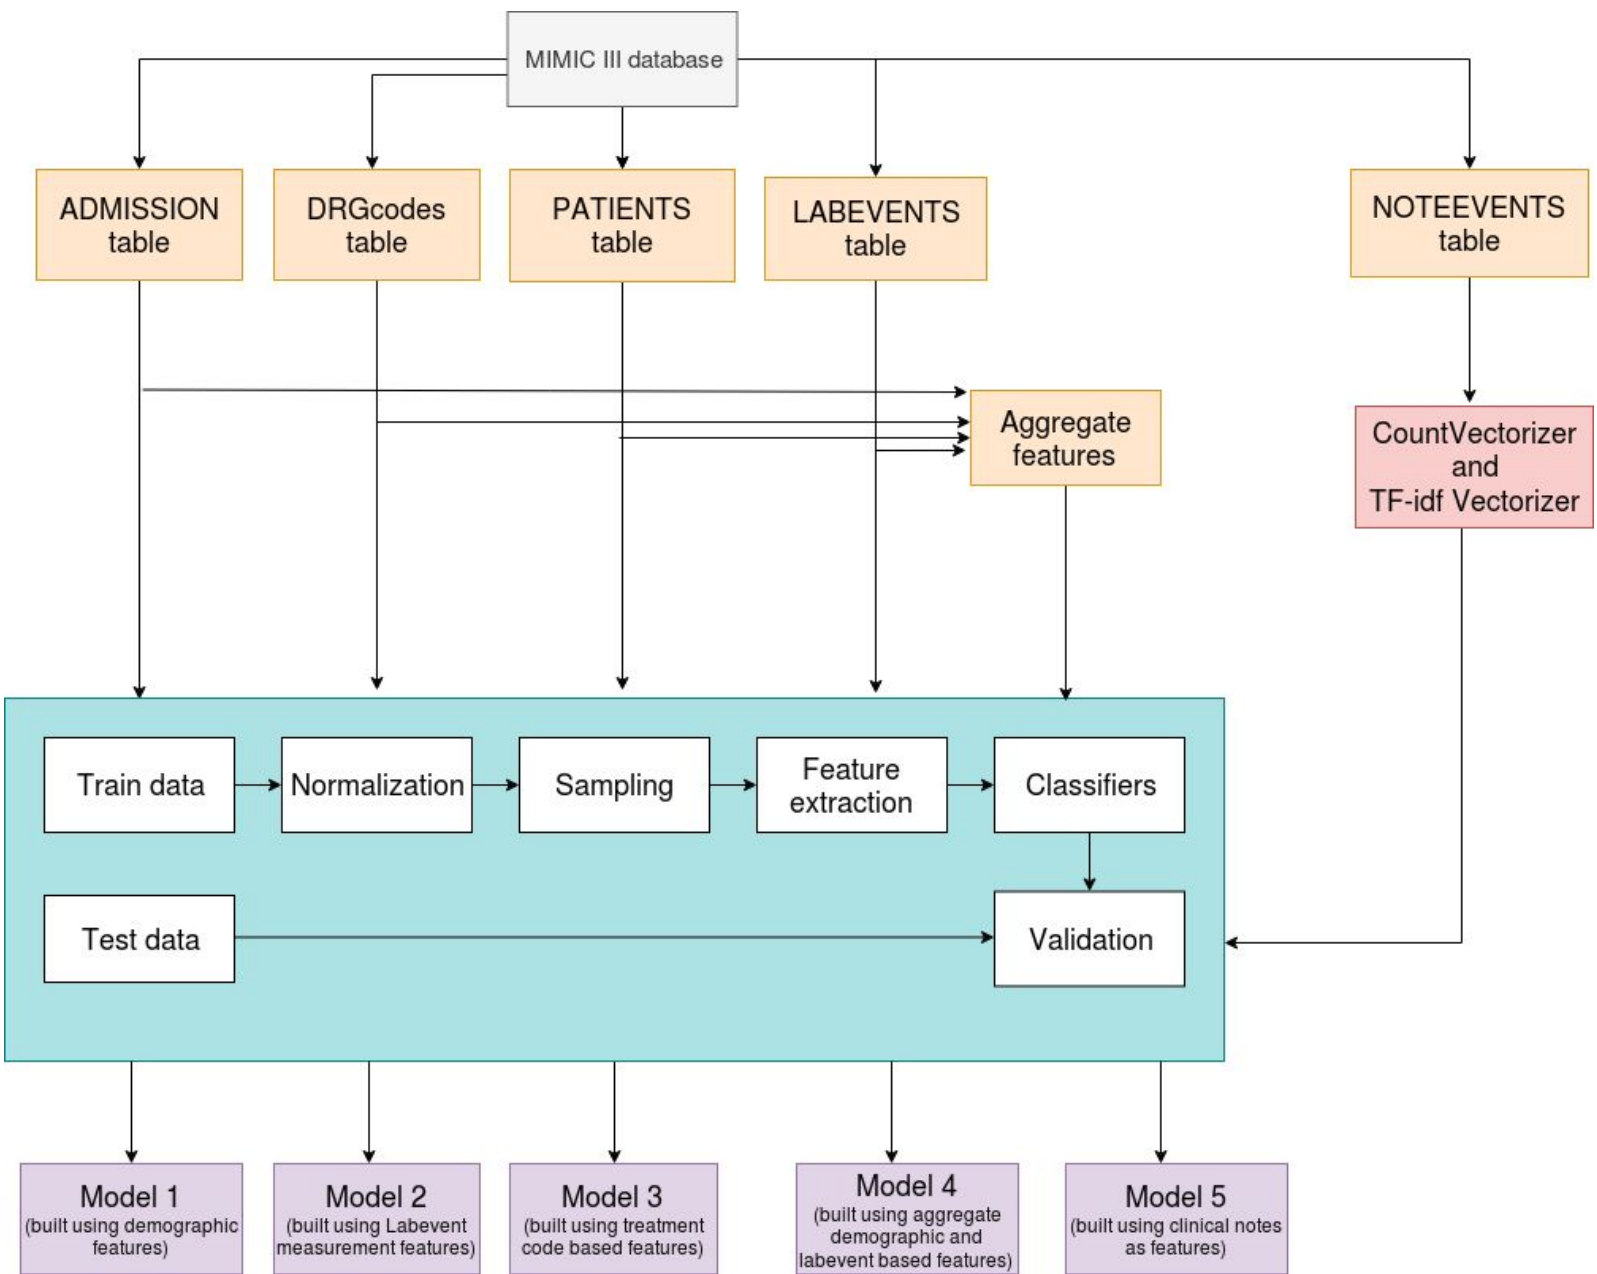 MIMIC III database
ADMISSION
table
DRGcodes
table
PATIENTS
table
LABEVENTS
table
NOTEEVENTS
table
Aggregate
features
CountVectorizer
and
TF-idf Vectorizer
Train data
Normalization
Sampling
Feature
extraction
Classifiers
Test data
Validation
Model 1
(built using demographic
features)
Model 2
(built using Labevent
measurement features)
Model 3
(built using treatment
code based features)
Model 4
(built using aggregate
demographic and
labevent based features)
Model 5
(built using clinical notes
as features)